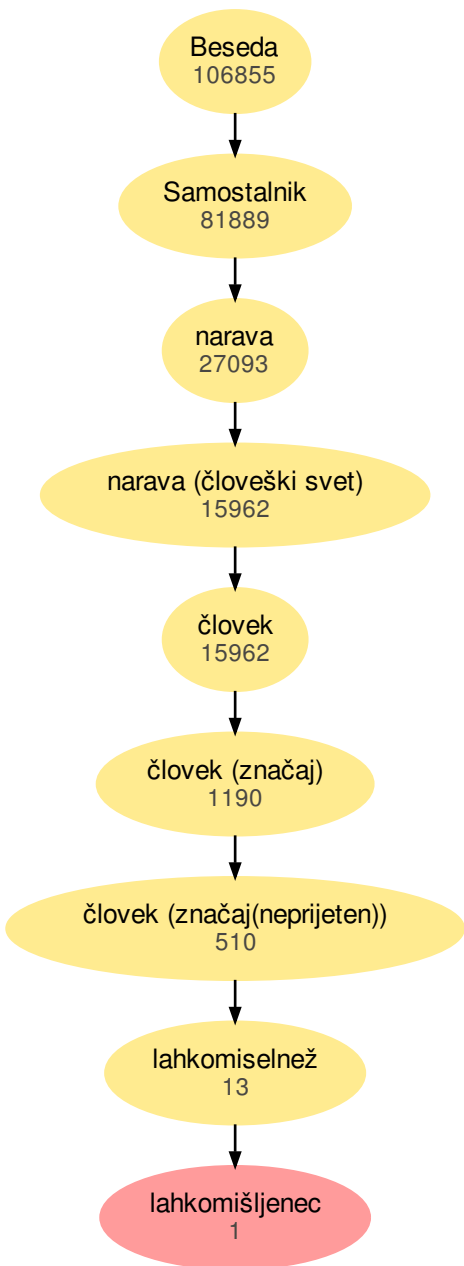 Beseda
106855
Samostalnik
81889
narava
27093
narava (človeški svet)
15962
človek
15962
človek (značaj)
1190
človek (značaj(neprijeten))
510
lahkomiselnež
13
lahkomišljenec
1